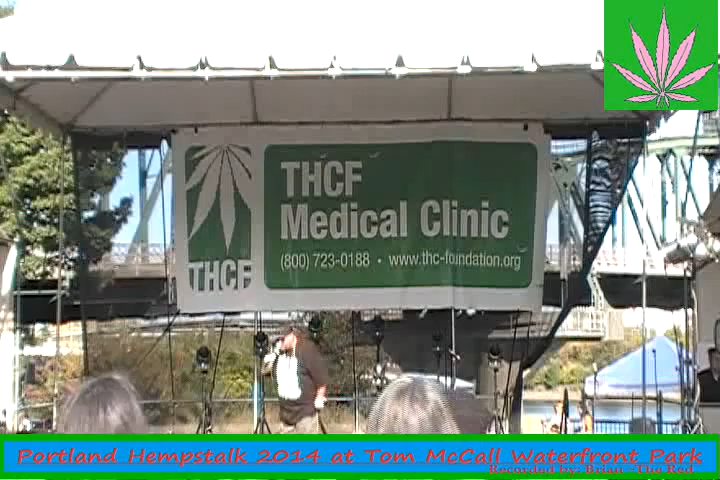 THCF
Medical Clinic
(800) 723-0188 • www.thc-foundation.org
THCF
Portland Hempstalk 2014 at Tom McCall Waterfront Park
Recorded by: Brian ~The Red